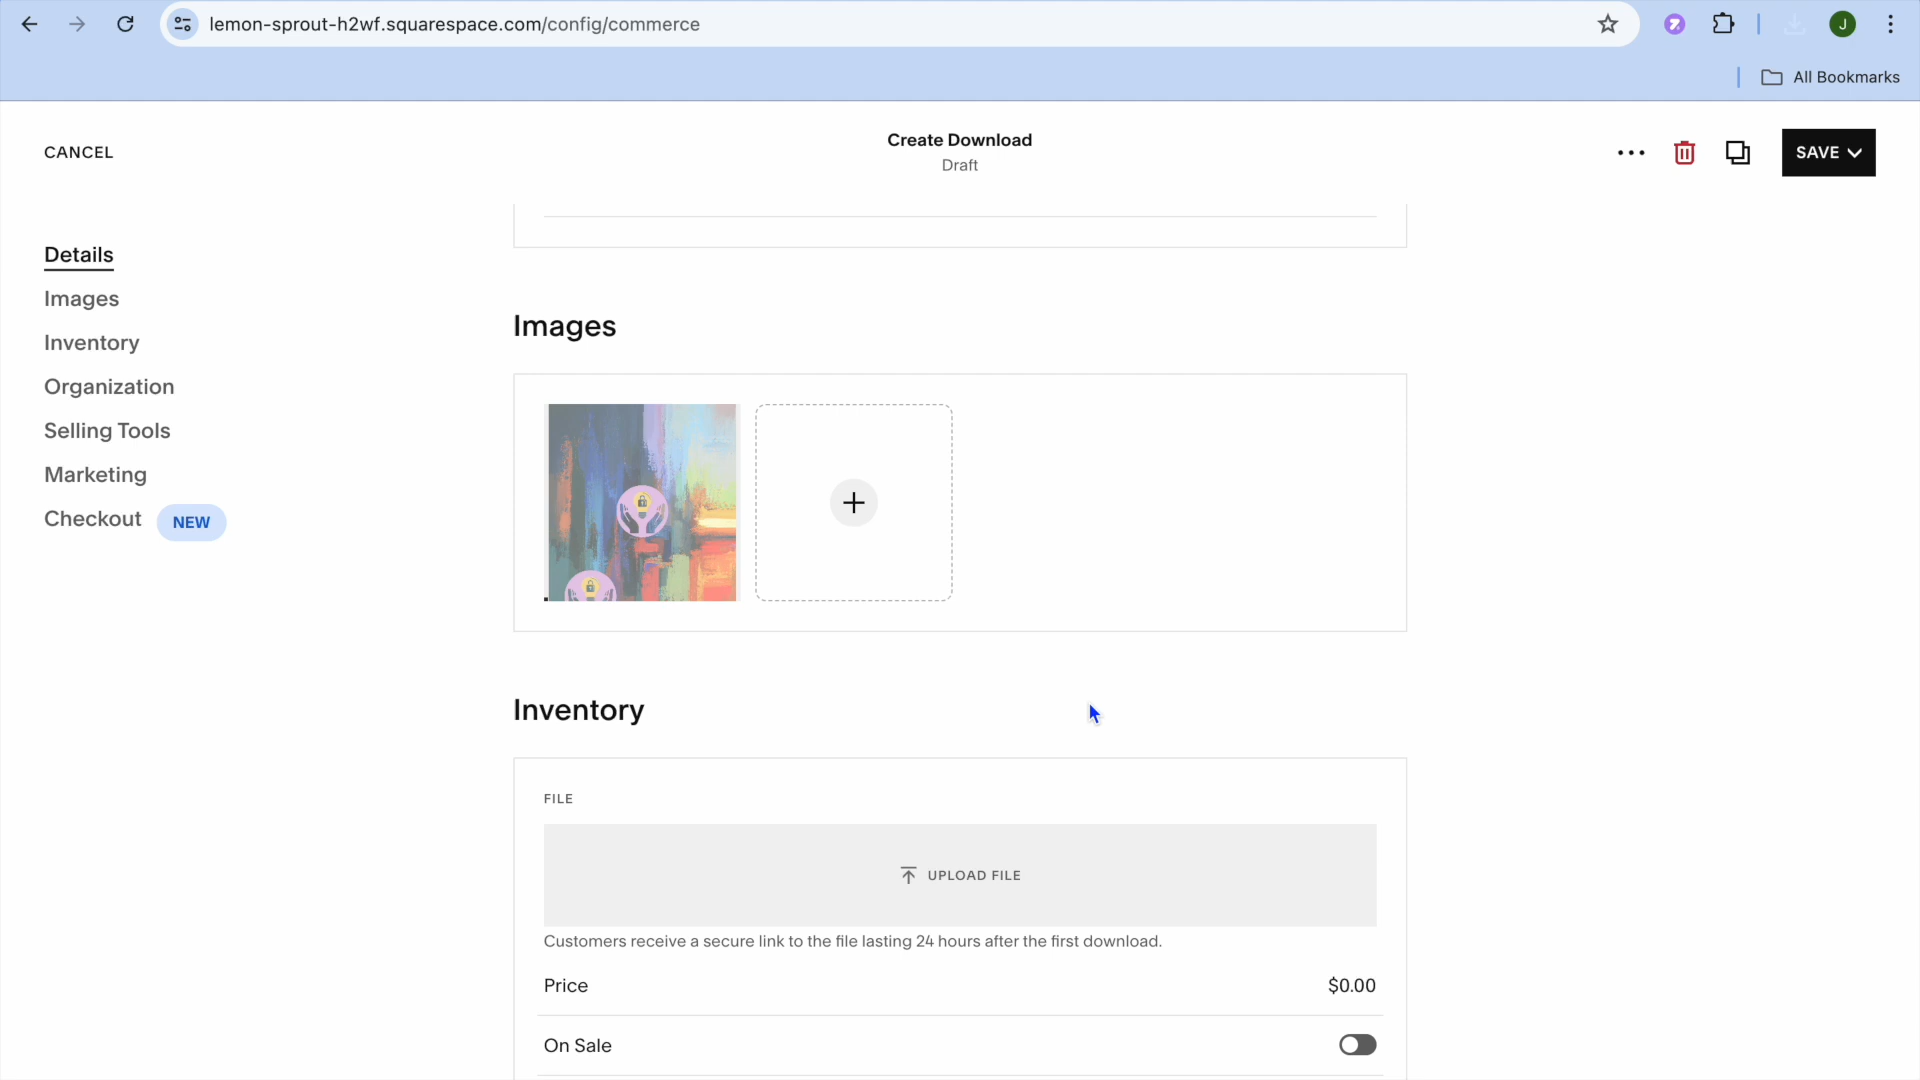 lemon-sprout-h2wf.squarespace.com/config/commerce
J
All Bookmarks
CANCEL
Create Download
Draft
SAVE
Details
Images
Inventory
Organization
Selling Tools
Marketing
Checkout NEW
Images
Inventory
FILE
UPLOAD FILE
Customers receive a secure link to the file lasting 24 hours after the first download.
Price $0.00
On Sale